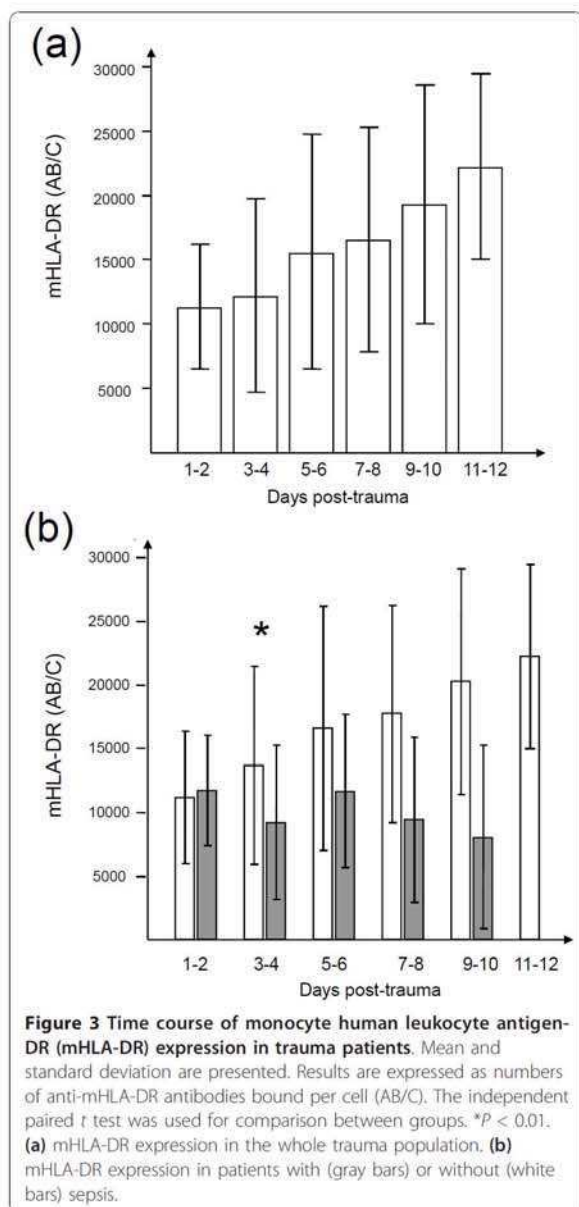 (a)
30000
25000
20000
15000
10000
5000
mHLA-DR (AB/C)
1-2 3-4 5-6 7-8 9-10 11-12
Days post-trauma
(b)
30000
25000
20000
15000
10000
5000
mHLA-DR (AB/C)
*
1-2 3-4 5-6 7-8 9-10 11-12
Days post-trauma
Figure 3 Time course of monocyte human leukocyte antigen-
DR (mHLA-DR) expression in trauma patients. Mean and
standard deviation are presented. Results are expressed as numbers
of anti-mHLA-DR antibodies bound per cell (AB/C). The independent
paired t test was used for comparison between groups. *P < 0.01.
(a) mHLA-DR expression in the whole trauma population. (b)
mHLA-DR expression in patients with (gray bars) or without (white
bars) sepsis.